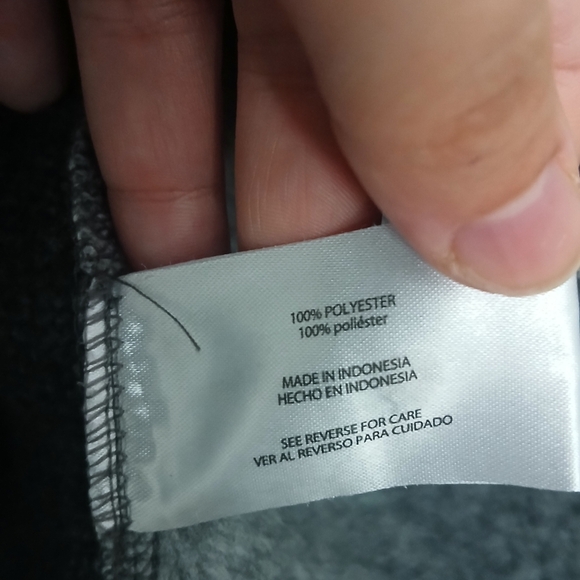 100% POLYESTER
100% poliéster
MADE IN INDONESIA
HECHO EN INDONESIA
SEE REVERSE FOR CARE
VER AL REVERSO PARA CUIDADO